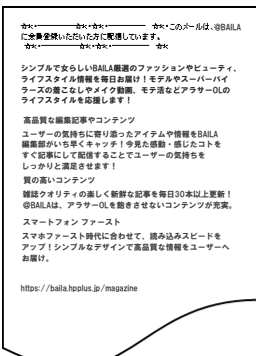 ✿*:.――――✿*:.✿*:.――――✿*:.このメールは、@BAILA
に会員登録いただいた方に配信しています。
✿*:.――――✿*:.✿*:.――――✿*:.
シンプルで女らしいBAILA厳選のファッションやビューティ、
ライフスタイル情報を毎日お届け！モデルやスーパーバイ
ラーズの着こなしやメイク動画、モテ活などアラサーOLの
ライフスタイルを応援します！
高品質な編集記事やコンテンツ
ユーザーの気持ちに寄り添ったアイテムや情報をBAILA
編集部がいち早くキャッチ！今見た感動・感じたコトを
すぐ記事にして配信することでユーザーの気持ちを
しっかりと満足させます！
質の高いコンテンツ
雑誌クオリティの楽しく新鮮な記事を毎日30本以上更新！
@BAILAは、アラサーOLを飽きさせないコンテンツが充実。
スマートフォン ファースト
スマホファースト時代に合わせて、読み込みスピードを
アップ！シンプルなデザインで高品質な情報をユーザーへ
お届け。
https://baila.hpplus.jp/magazine